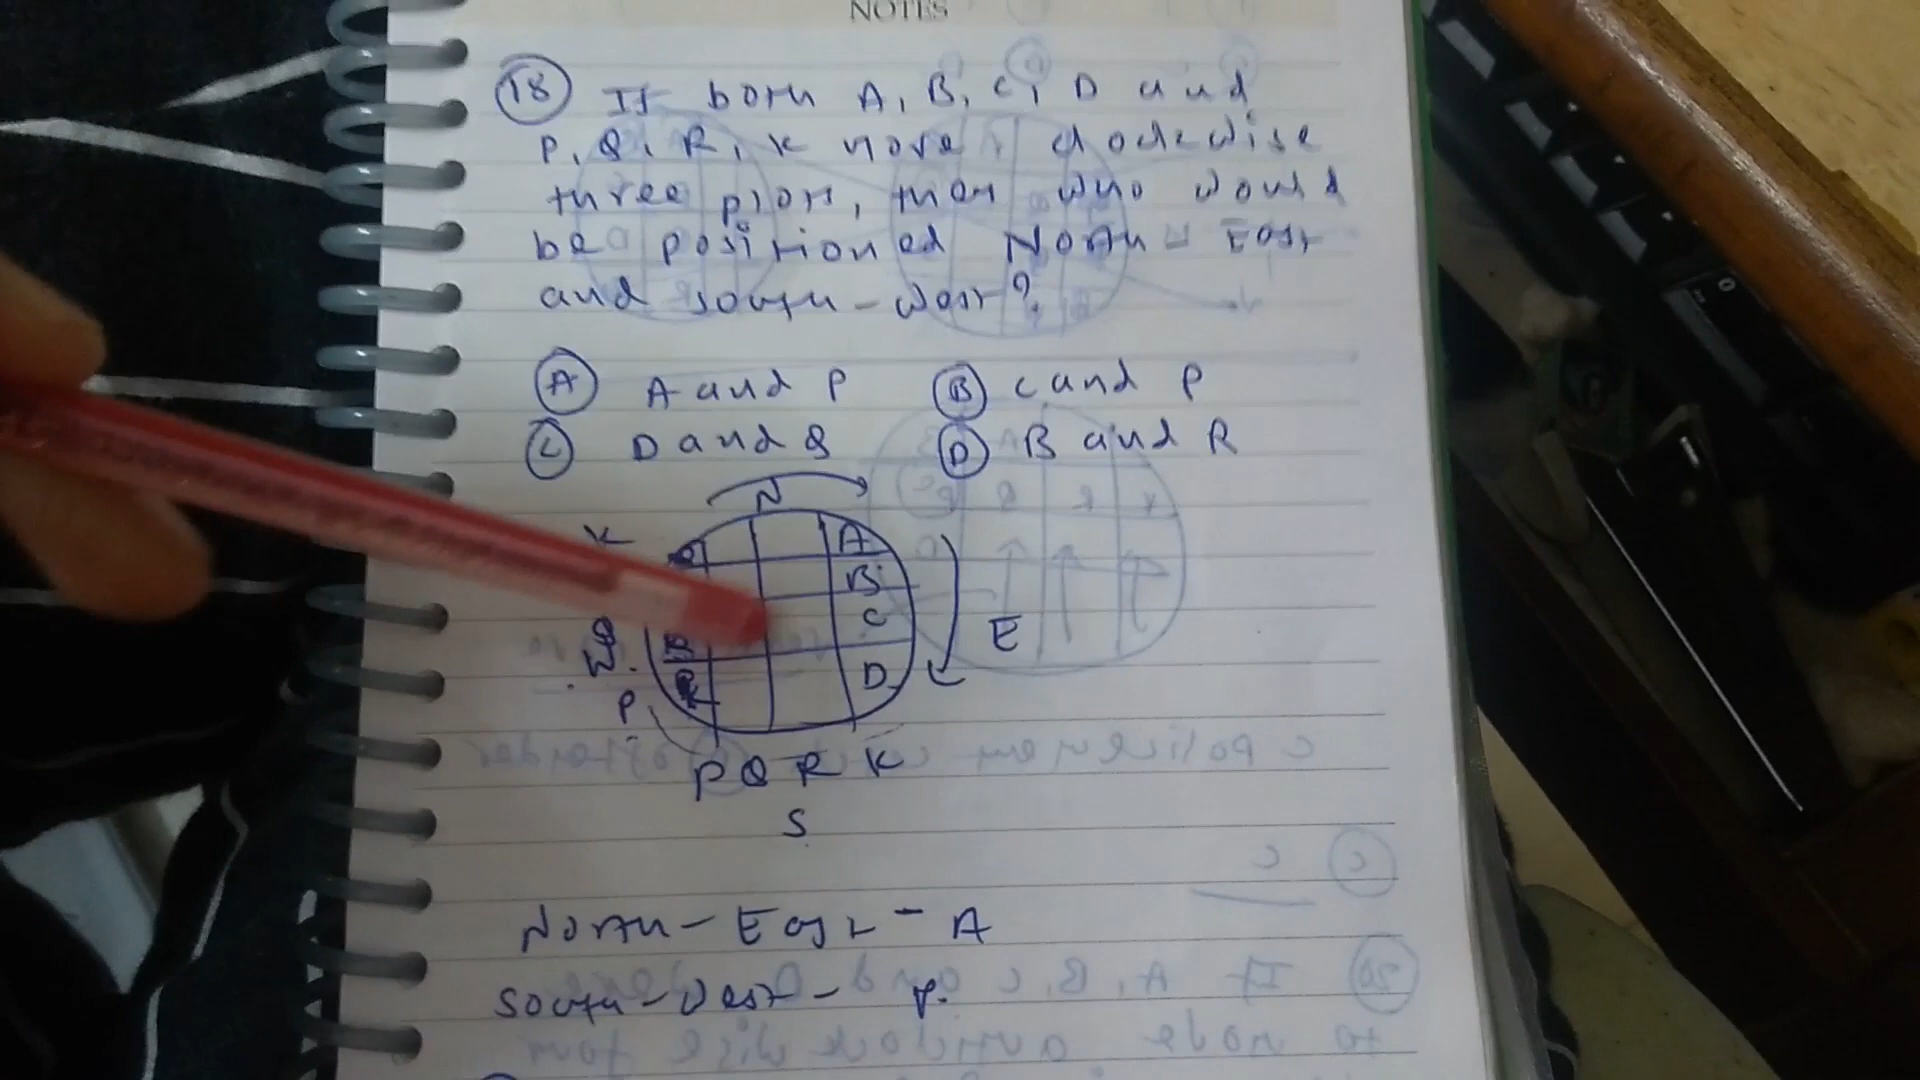 NOTES
18 If both A, B, C, D and
P, Q, R, K move clockwise
three plots, then who would
be positioned North - East
and south - west?
A A and P B C and P
C D and Q D B and R
N
K
A
B
C
E
Q
W.
D
P
P Q R K
S
North - East - A
South - West - P.